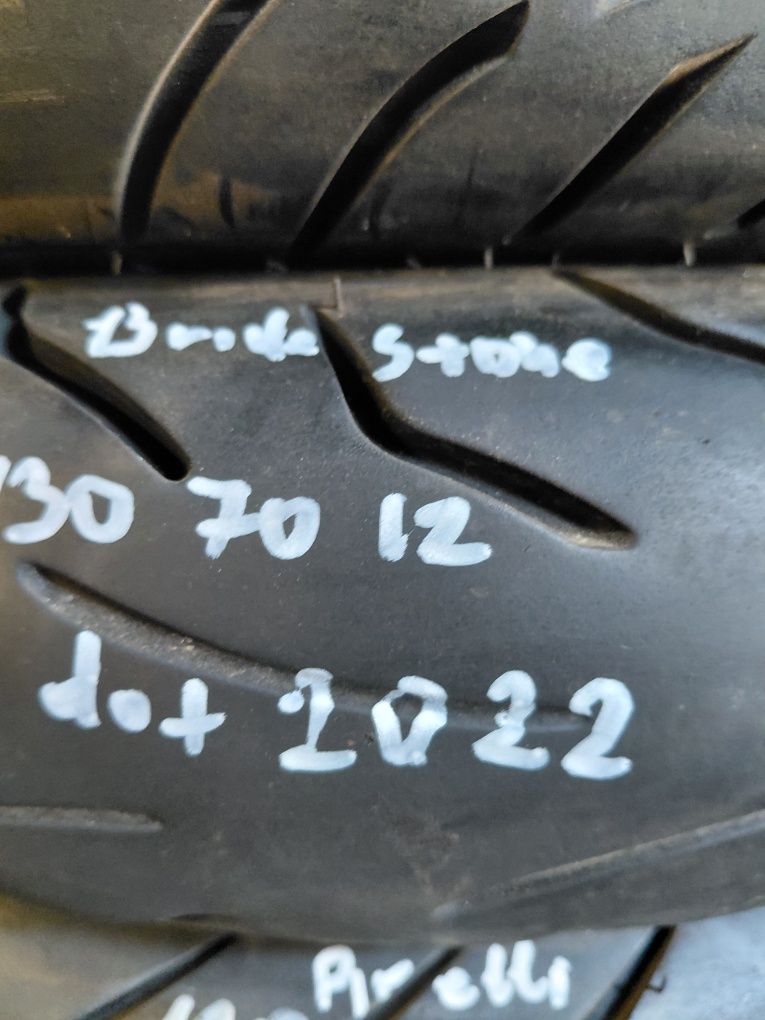 Bride Stone
130 70 12
dot 2022
Pirelli